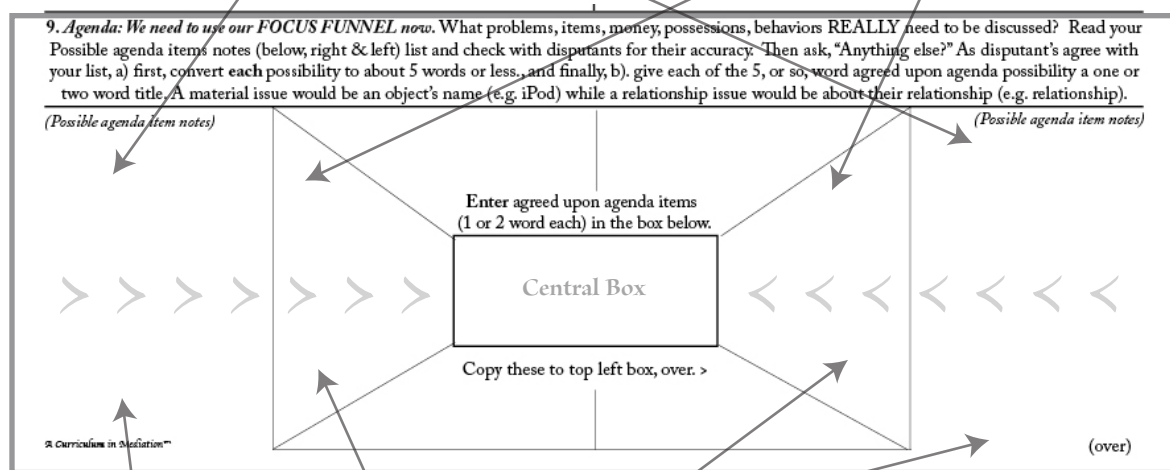 9. Agenda: We need to use our FOCUS FUNNEL now. What problems, items, money, possessions, behaviors REALLY need to be discussed? Read your
Possible agenda items notes (below, right & left) list and check with disputants for their accuracy. Then ask, “Anything else?” As disputant’s agree with
your list, a) first, convert each possibility to about 5 words or less., and finally, b). give each of the 5, or so, word agreed upon agenda possibility a one or
two word title. A material issue would be an object’s name (e.g. iPod) while a relationship issue would be about their relationship (e.g. relationship).
(Possible agenda item notes)
(Possible agenda item notes)
Enter agreed upon agenda items
(1 or 2 word each) in the box below.
Central Box
Copy these to top left box, over. >
A Curriculum in Mediation™
(over)